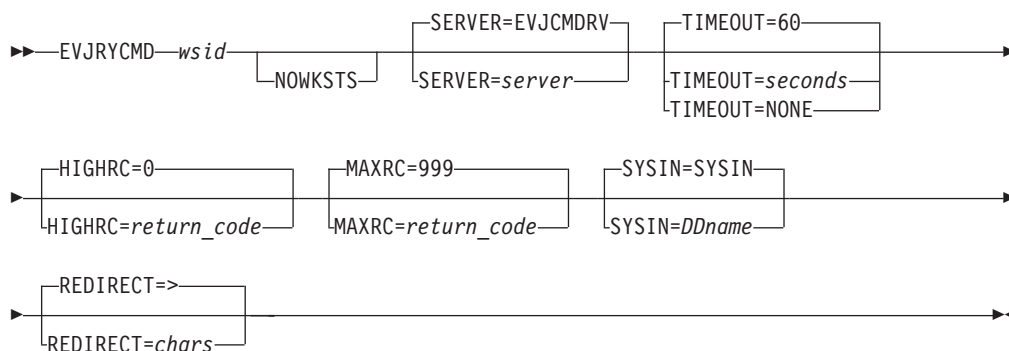 SERVER=EVJCMDRV TIMEOUT=60
EVJRYCMD wsid
NOWKSTS SERVER=server TIMEOUT=seconds
TIMEOUT=NONE
HIGHRC=0 MAXRC=999 SYSIN=SYSIN
HIGHRC=return_code MAXRC=return_code SYSIN=DDname
REDIRECT=>
REDIRECT=chars